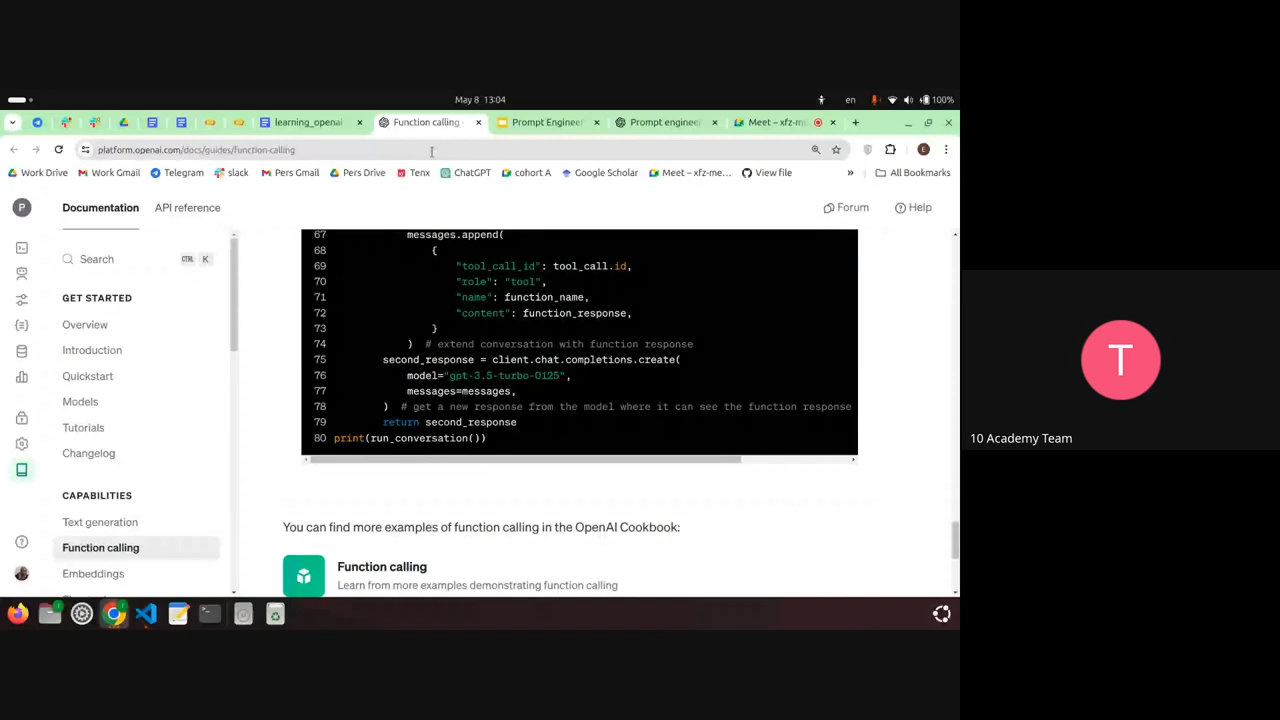 May 8 13:04
en
100%
learning_openai
Function calling
Prompt Engineer
Prompt engineer
Meet – xfz-m
platform.openai.com/docs/guides/function-calling
Work Drive
Work Gmail
Telegram
slack
Pers Gmail
Pers Drive
Tenx
ChatGPT
cohort A
Google Scholar
Meet – xfz-me...
View file
»
All Bookmarks
P
Documentation
API reference
Forum
Help
Search
CTRL K
GET STARTED
Overview
Introduction
Quickstart
Models
Tutorials
Changelog
CAPABILITIES
Text generation
Function calling
Embeddings
67 messages.append(
68 {
69 "tool_call_id": tool_call.id,
70 "role": "tool",
71 "name": function_name,
72 "content": function_response,
73 }
74 ) # extend conversation with function response
75 second_response = client.chat.completions.create(
76 model="gpt-3.5-turbo-0125",
77 messages=messages,
78 ) # get a new response from the model where it can see the function response
79 return second_response
80 print(run_conversation())
You can find more examples of function calling in the OpenAI Cookbook:
Function calling
Learn from more examples demonstrating function calling
T
10 Academy Team